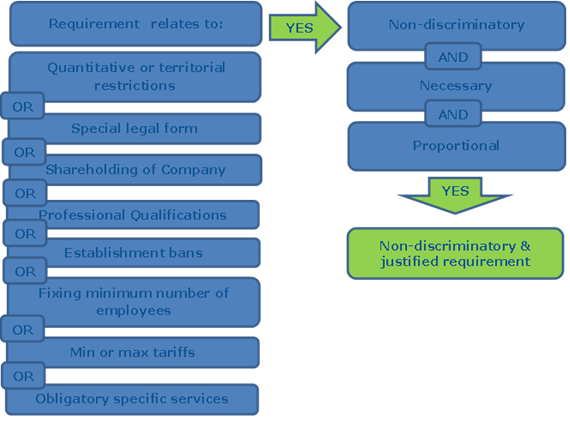 Requirement relates to:
YES
Non-discriminatory
AND
Necessary
AND
Proportional
YES
Non-discriminatory &
justified requirement
Quantitative or territorial
restrictions
OR
Special legal form
OR
Shareholding of Company
OR
Professional Qualifications
OR
Establishment bans
OR
Fixing minimum number of
employees
OR
Min or max tariffs
OR
Obligatory specific services